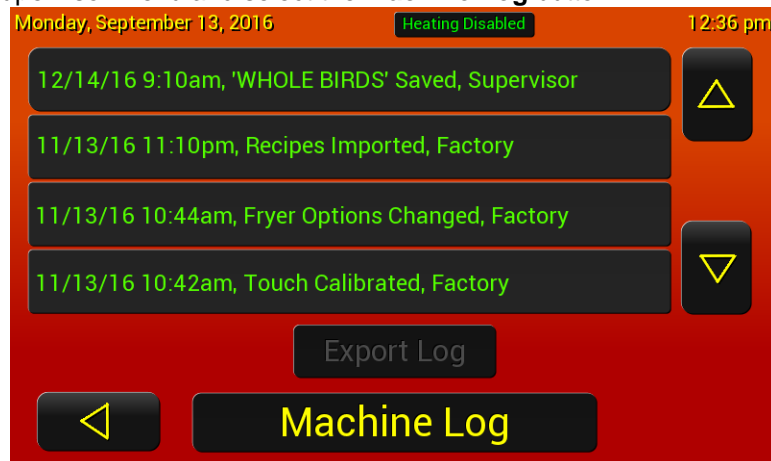 Monday, September 13, 2016 Heating Disabled 12:36 pm
12/14/16 9:10am, 'WHOLE BIRDS' Saved, Supervisor
11/13/16 11:10pm, Recipes Imported, Factory
11/13/16 10:44am, Fryer Options Changed, Factory
11/13/16 10:42am, Touch Calibrated, Factory
Export Log
Machine Log